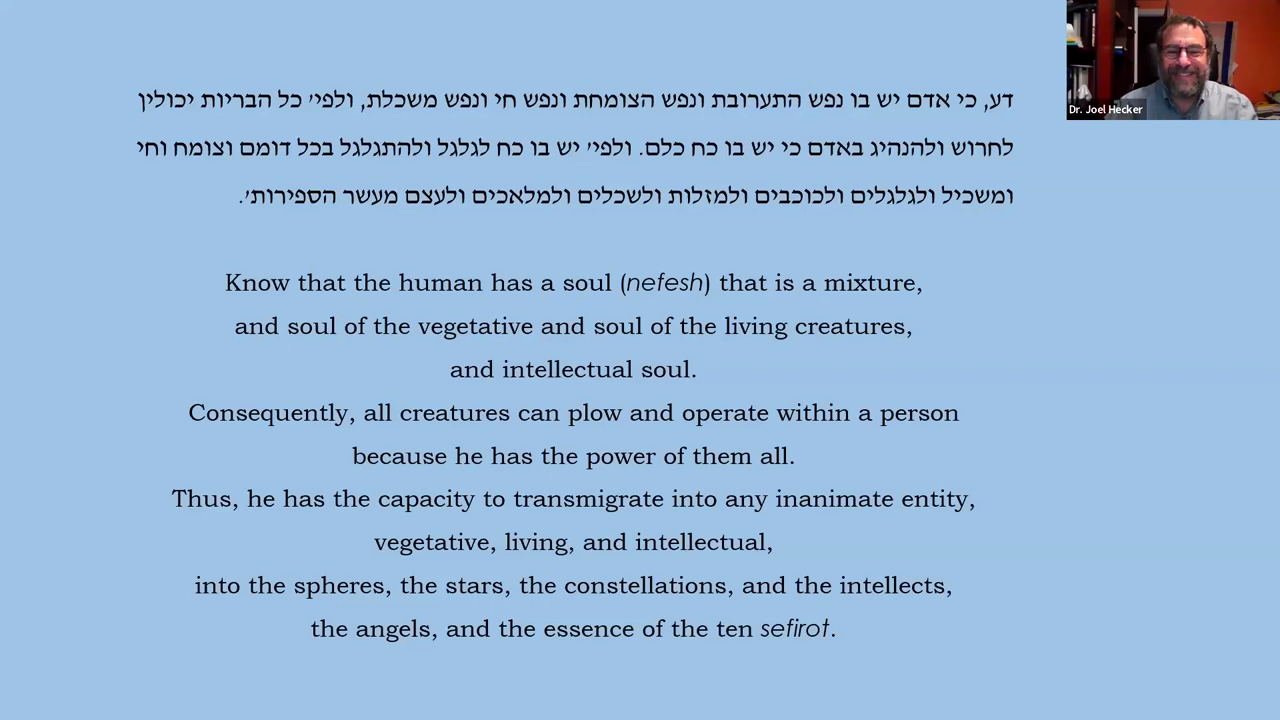 דע, כי אדם יש בו נפש התערובת ונפש הצומחת ונפש חי ונפש משכלת, ולפי׳ כל הבריות יכולין
לחרוש ולהנהיג באדם כי יש בו כח כלם. ולפי׳ יש בו כח לגלגל ולהתגלגל בכל דומם וצומח וחי
ומשכיל ולגלגלים ולכוכבים ולמזלות ולשכלים ולמלאכים ולעצם מעשר הספירות׳.
Know that the human has a soul (nefesh) that is a mixture,
and soul of the vegetative and soul of the living creatures,
and intellectual soul.
Consequently, all creatures can plow and operate within a person
because he has the power of them all.
Thus, he has the capacity to transmigrate into any inanimate entity,
vegetative, living, and intellectual,
into the spheres, the stars, the constellations, and the intellects,
the angels, and the essence of the ten sefirot.
Dr. Joel Hecker